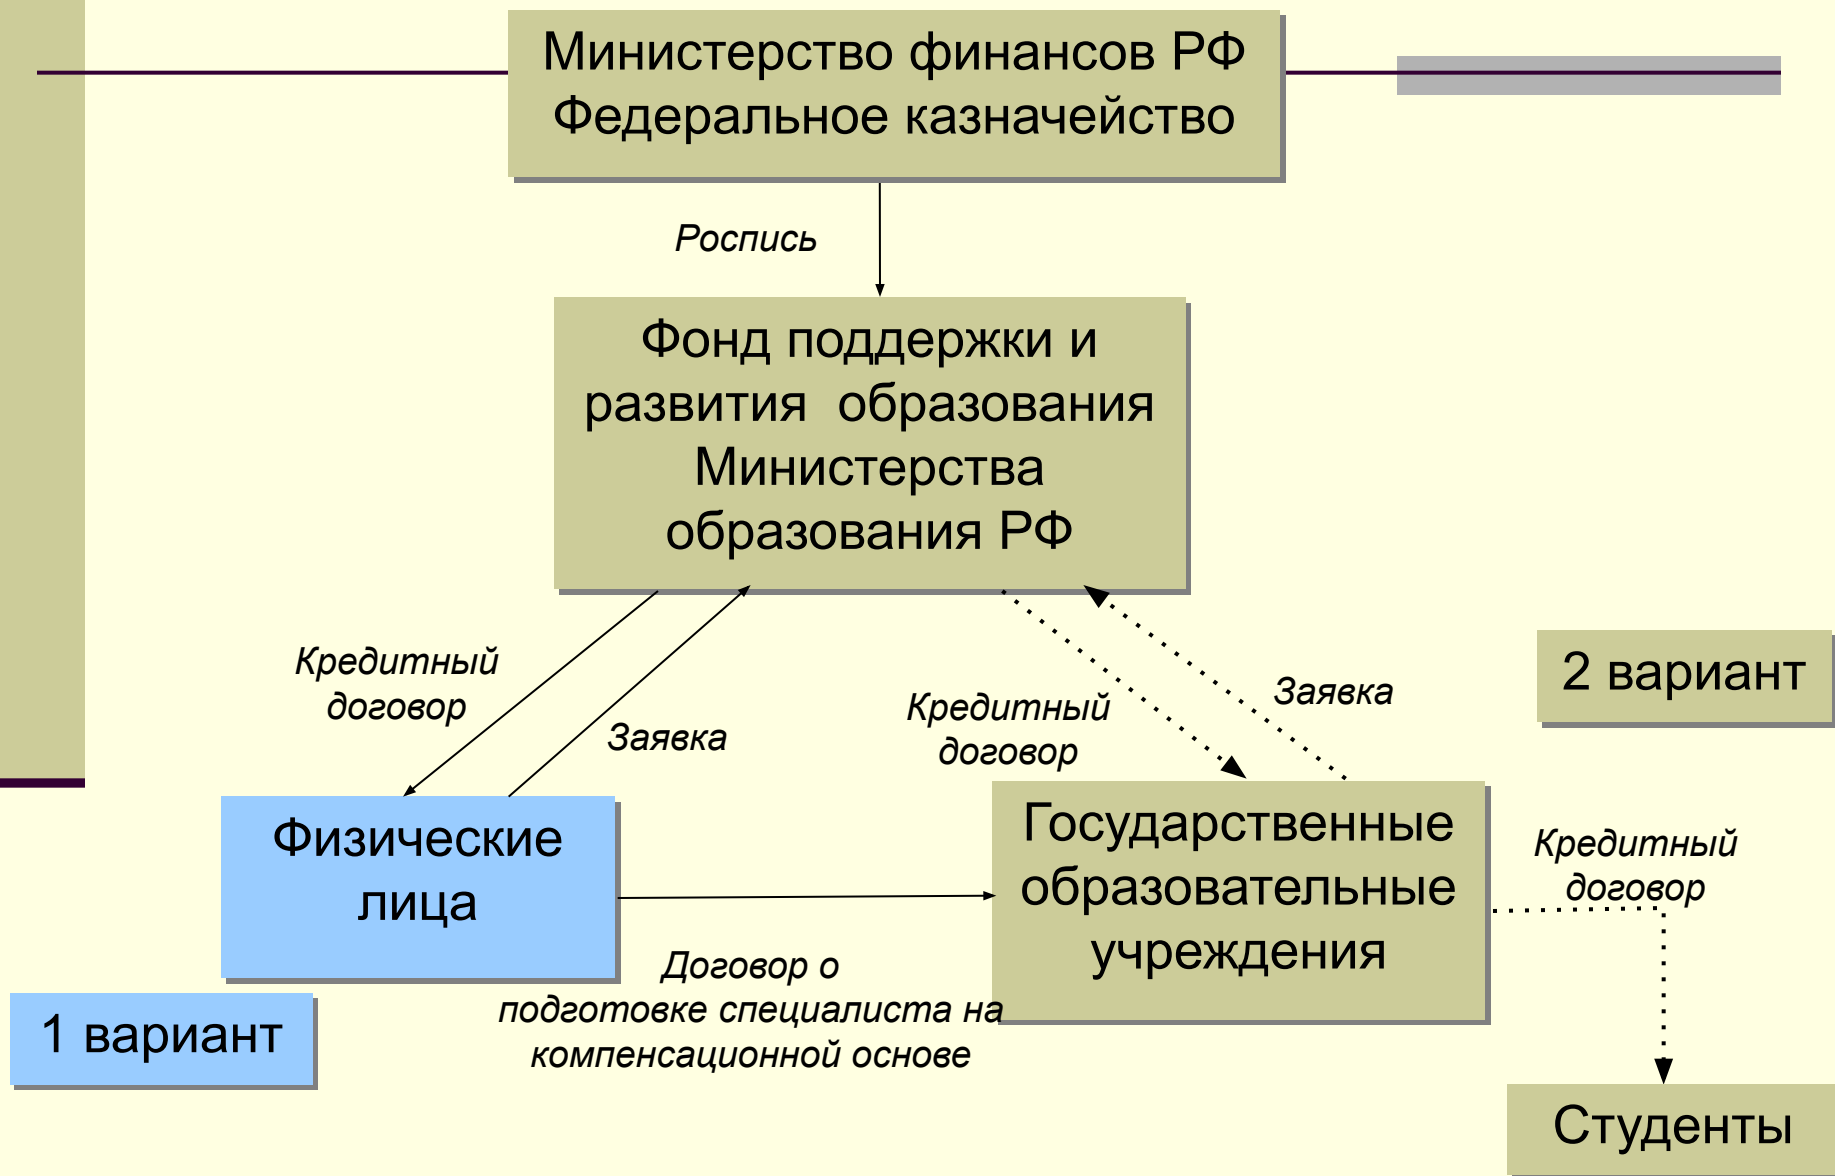 Министерство финансов РФ
Федеральное казначейство
Роспись
Фонд поддержки и
развития образования
Министерства
образования РФ
Кредитный
договор
Заявка
Кредитный
договор
Заявка
2 вариант
Физические
лица
Государственные
образовательные
учреждения
Кредитный
договор
Договор о
подготовке специалиста на
компенсационной основе
1 вариант
Студенты